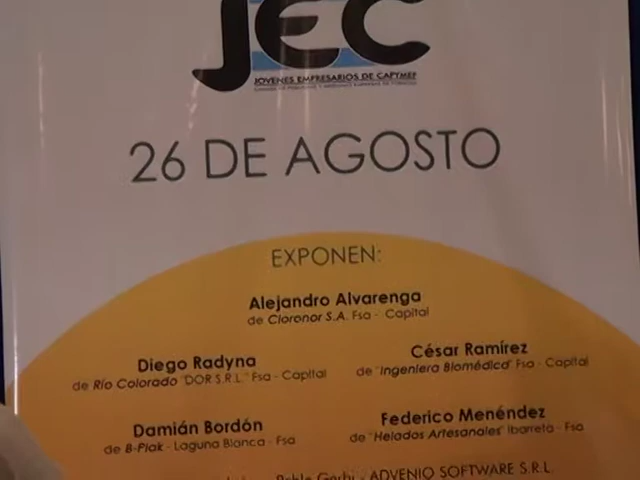 JEC
JOVENES EMPRESARIOS DE CAPYMEF
26 DE AGOSTO
EXPONEN:
Alejandro Alvarenga
de Cloronor S.A. Fsa - Capital
Diego Radyna
de Río Colorado "DOR S.R.L." Fsa - Capital
César Ramírez
de "Ingeniera Biomédica" Fsa - Capital
Damián Bordón
de B-Plak - Laguna Blanca - Fsa
Federico Menéndez
de "Helados Artesanales" Ibarreta - Fsa
- ADVENIO SOFTWARE S.R.L.